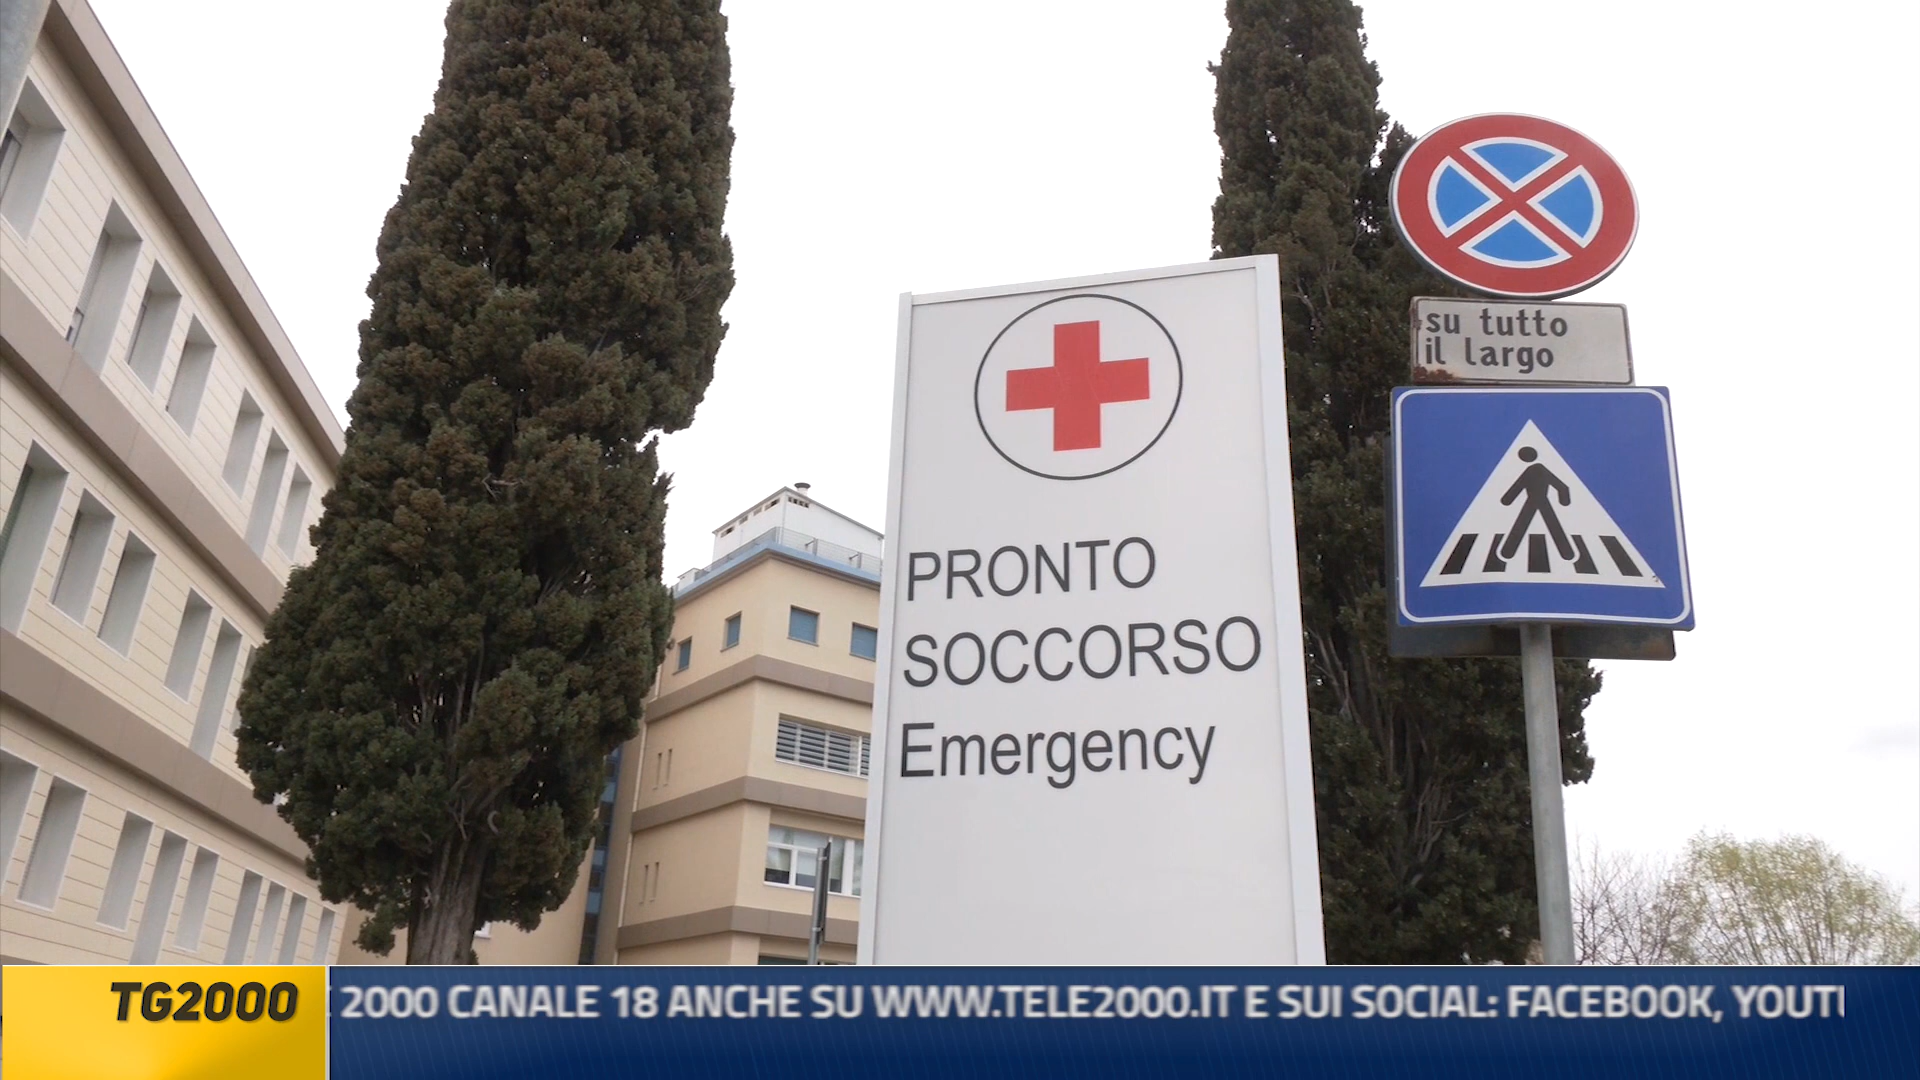 su tutto
il largo
PRONTO
SOCCORSO
Emergency
TG2000
2000 CANALE 18 ANCHE SU WWW.TELE2000.IT E SUI SOCIAL: FACEBOOK,